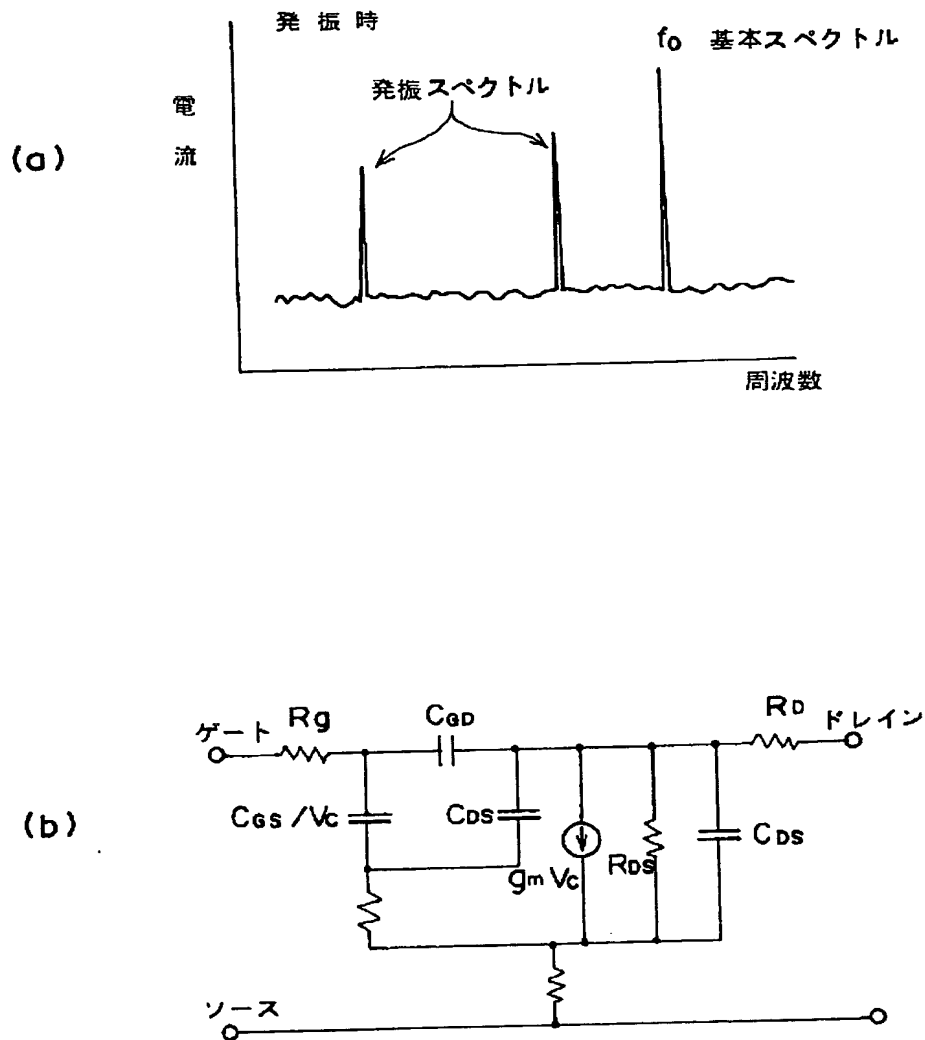 (a)
発振時
電流
発振スペクトル
fo 基本スペクトル
周波数
(b)
ゲート
Rg
CGD
RD
ドレイン
CGS/VC
CDS
gm VC
RDS
CDS
ソース